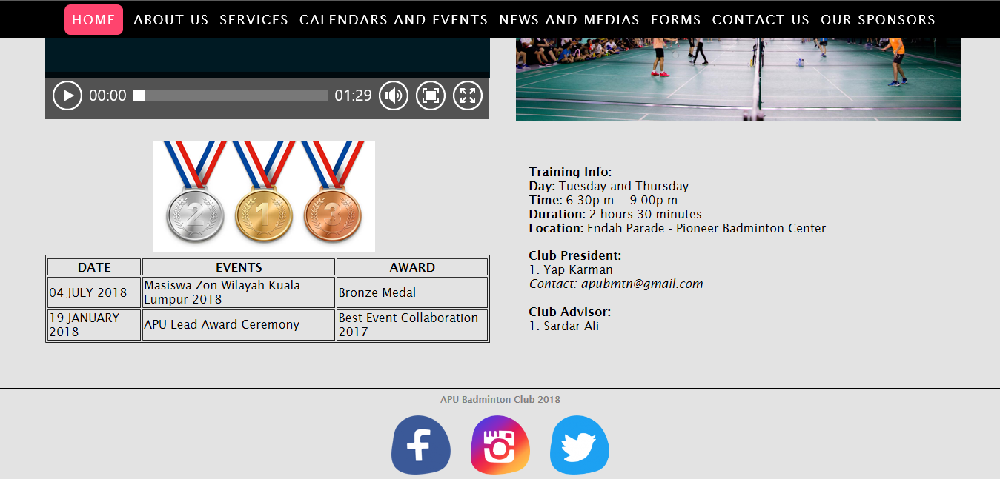 HOME ABOUT US SERVICES CALENDARS AND EVENTS NEWS AND MEDIAS FORMS CONTACT US OUR SPONSORS
00:00 01:29
2 1 3
DATE EVENTS AWARD
04 JULY 2018 Masiswa Zon Wilayah Kuala Bronze Medal
Lumpur 2018
19 JANUARY APU Lead Award Ceremony Best Event Collaboration
2018 2017
Training Info:
Day: Tuesday and Thursday
Time: 6:30p.m. - 9:00p.m.
Duration: 2 hours 30 minutes
Location: Endah Parade - Pioneer Badminton Center
Club President:
1. Yap Karman
Contact: apubmtn@gmail.com
Club Advisor:
1. Sardar Ali
APU Badminton Club 2018